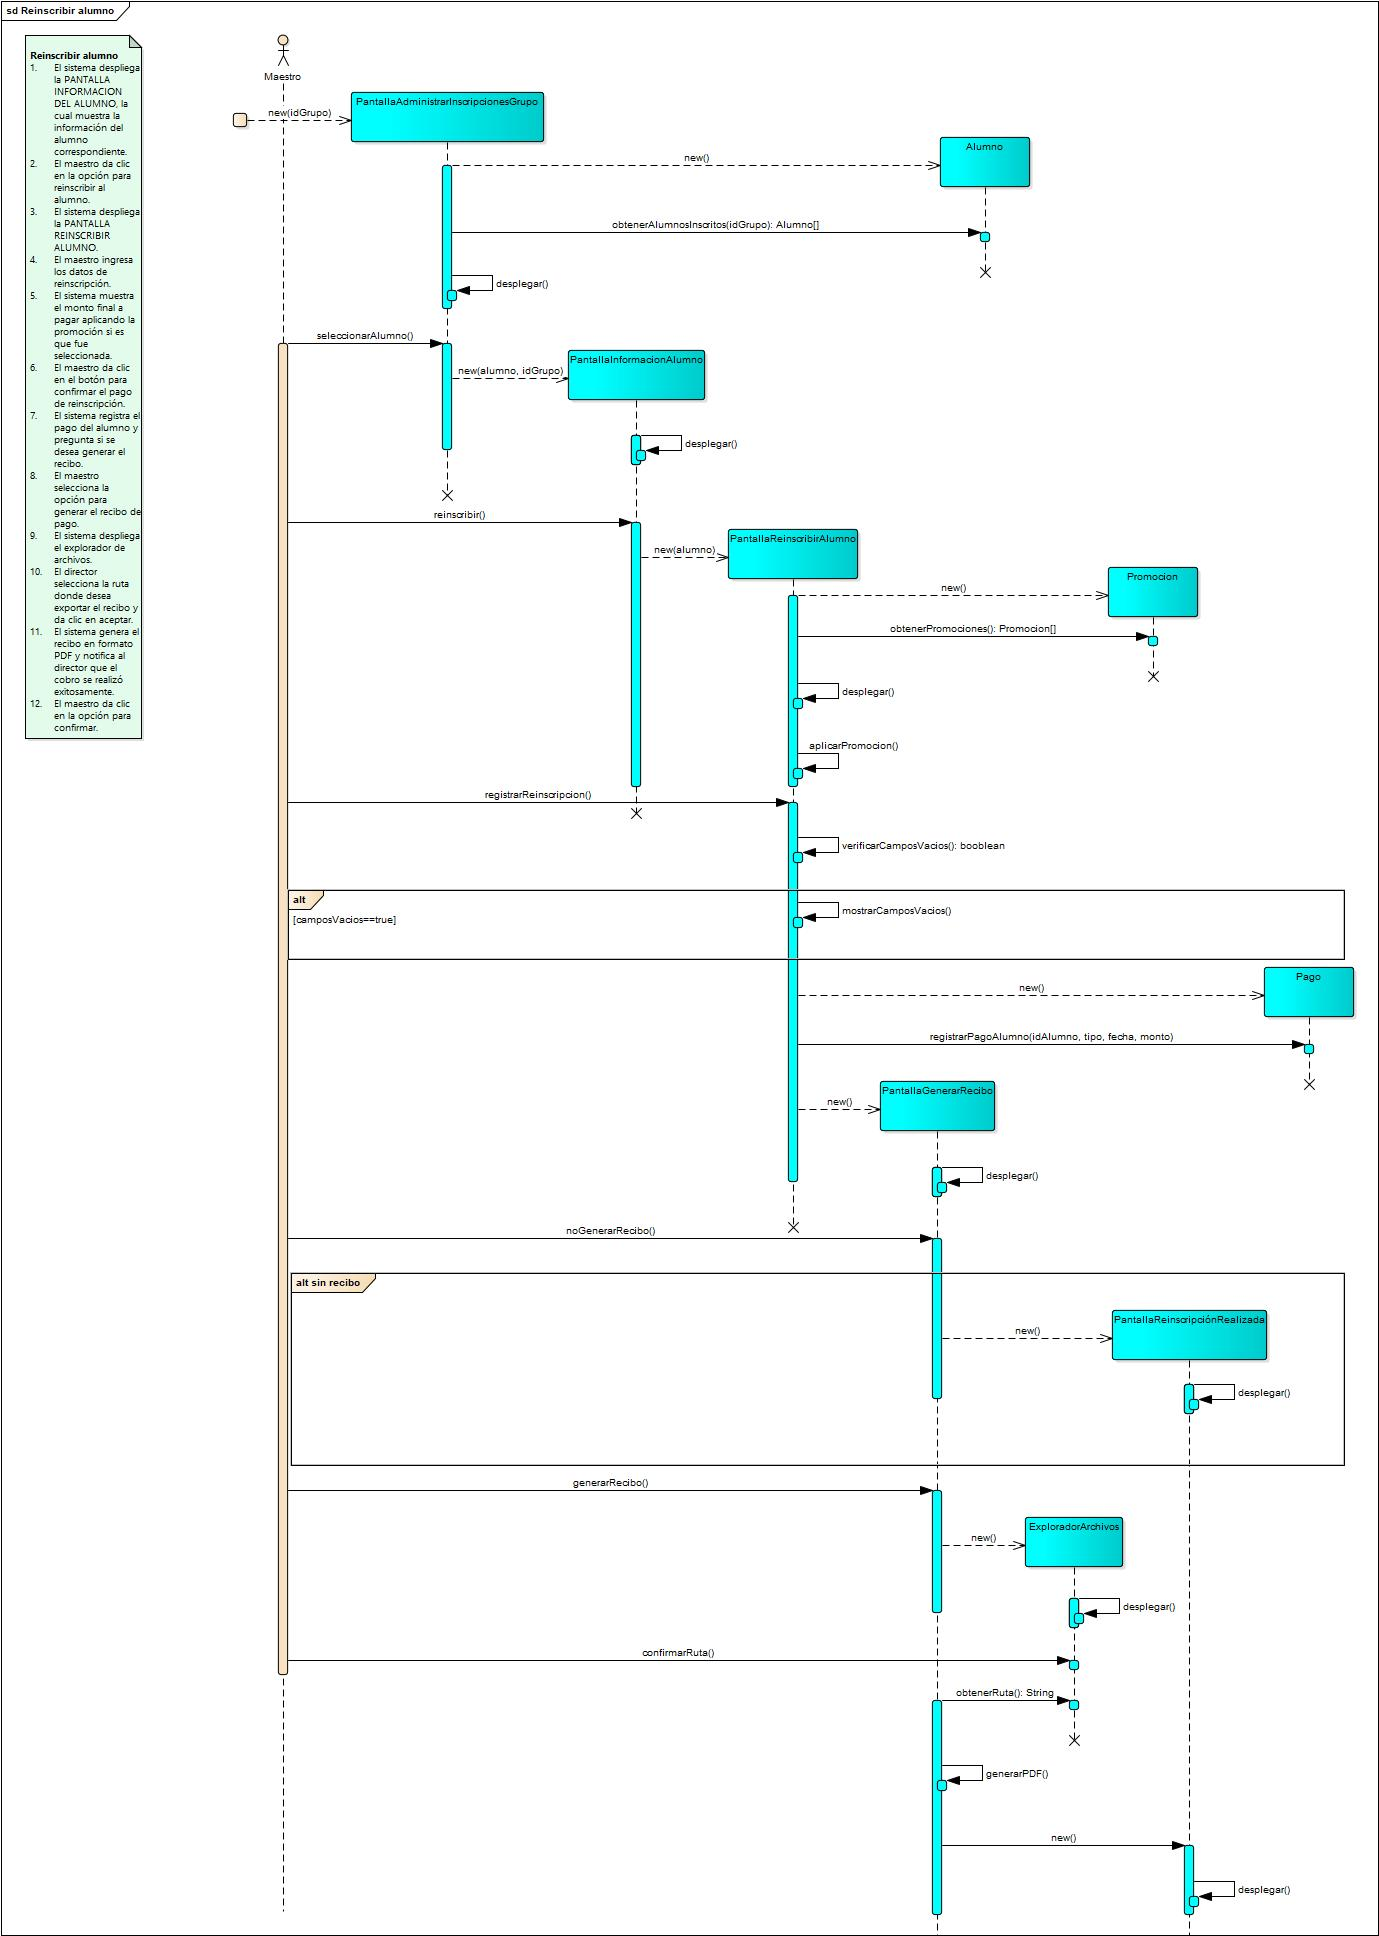 sd Reinscribir alumno
Reinscribir alumno
1. El sistema despliega
la PANTALLA
INFORMACION
DEL ALUMNO, la
cual muestra la
información del
alumno
correspondiente.
2. El maestro da clic
en la opción para
reinscribir al
alumno.
3. El sistema despliega
la PANTALLA
REINSCRIBIR
ALUMNO.
4. El maestro ingresa
los datos de
reinscripción.
5. El sistema muestra
el monto final a
pagar aplicando la
promoción si es
que fue
seleccionada.
6. El maestro da clic
en el botón para
confirmar el pago
de reinscripción.
7. El sistema registra el
pago del alumno y
pregunta si se
desea generar el
recibo.
8. El maestro
selecciona la
opción para
generar el recibo de
pago.
9. El sistema despliega
el explorador de
archivos.
10. El director
selecciona la ruta
donde desea
exportar el recibo y
da clic en aceptar.
11. El sistema genera el
recibo en formato
PDF y notifica al
director que el
cobro se realizó
exitosamente.
12. El maestro da clic
en la opción para
confirmar.
Maestro
new(idGrupo)
PantallaAdministrarInscripcionesGrupo
new()
Alumno
obtenerAlumnosInscritos(idGrupo): Alumno[]
desplegar()
seleccionarAlumno()
new(alumno, idGrupo)
PantallaInformacionAlumno
desplegar()
reinscribir()
new(alumno)
PantallaReinscribirAlumno
new()
Promocion
obtenerPromociones(): Promocion[]
desplegar()
aplicarPromocion()
registrarReinscripcion()
verificarCamposVacios(): booblean
alt
[camposVacios==true]
mostrarCamposVacios()
new()
Pago
registrarPagoAlumno(idAlumno, tipo, fecha, monto)
new()
PantallaGenerarRecibo
desplegar()
noGenerarRecibo()
alt sin recibo
new()
PantallaReinscripciónRealizada
desplegar()
generarRecibo()
new()
ExploradorArchivos
desplegar()
confirmarRuta()
obtenerRuta(): String
generarPDF()
new()
desplegar()